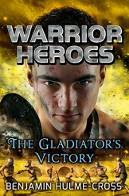 WARRIOR
HEROES
THE GLADIATOR'S
VICTORY
BENJAMIN HULME-CROSS